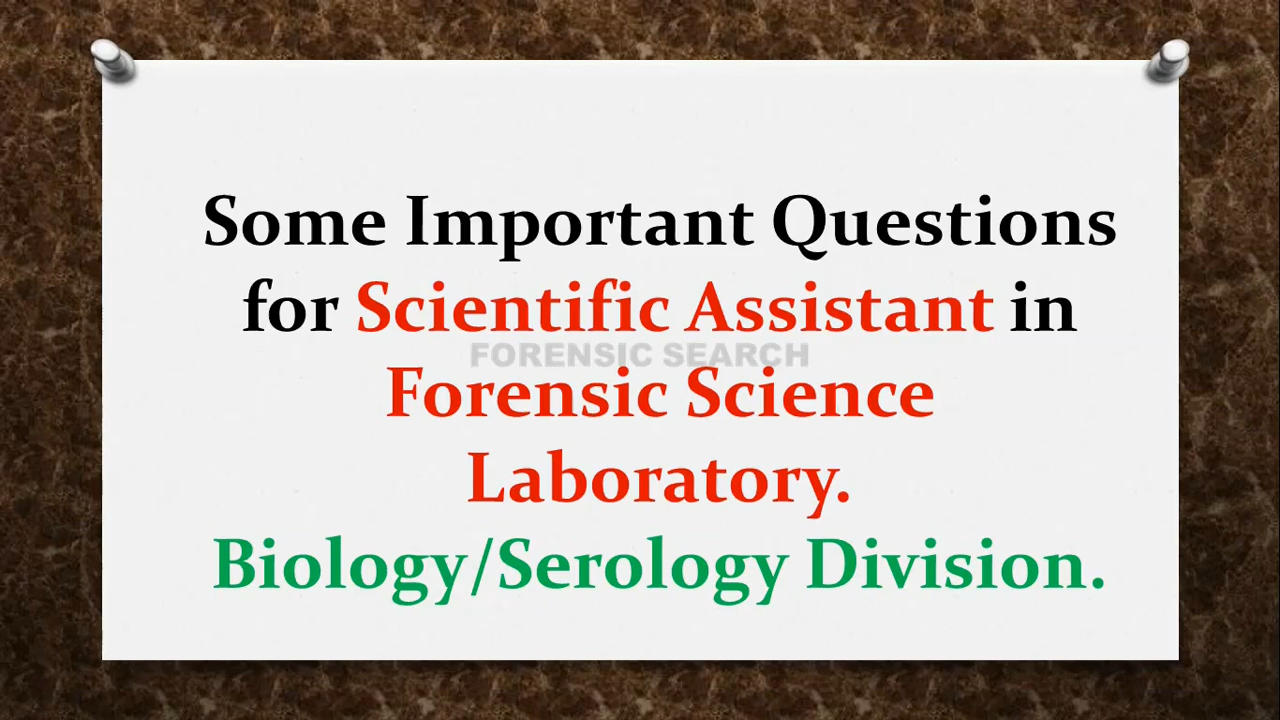 Some Important Questions
for Scientific Assistant in
FORENSIC SEARCH
Forensic Science
Laboratory.
Biology/Serology Division.